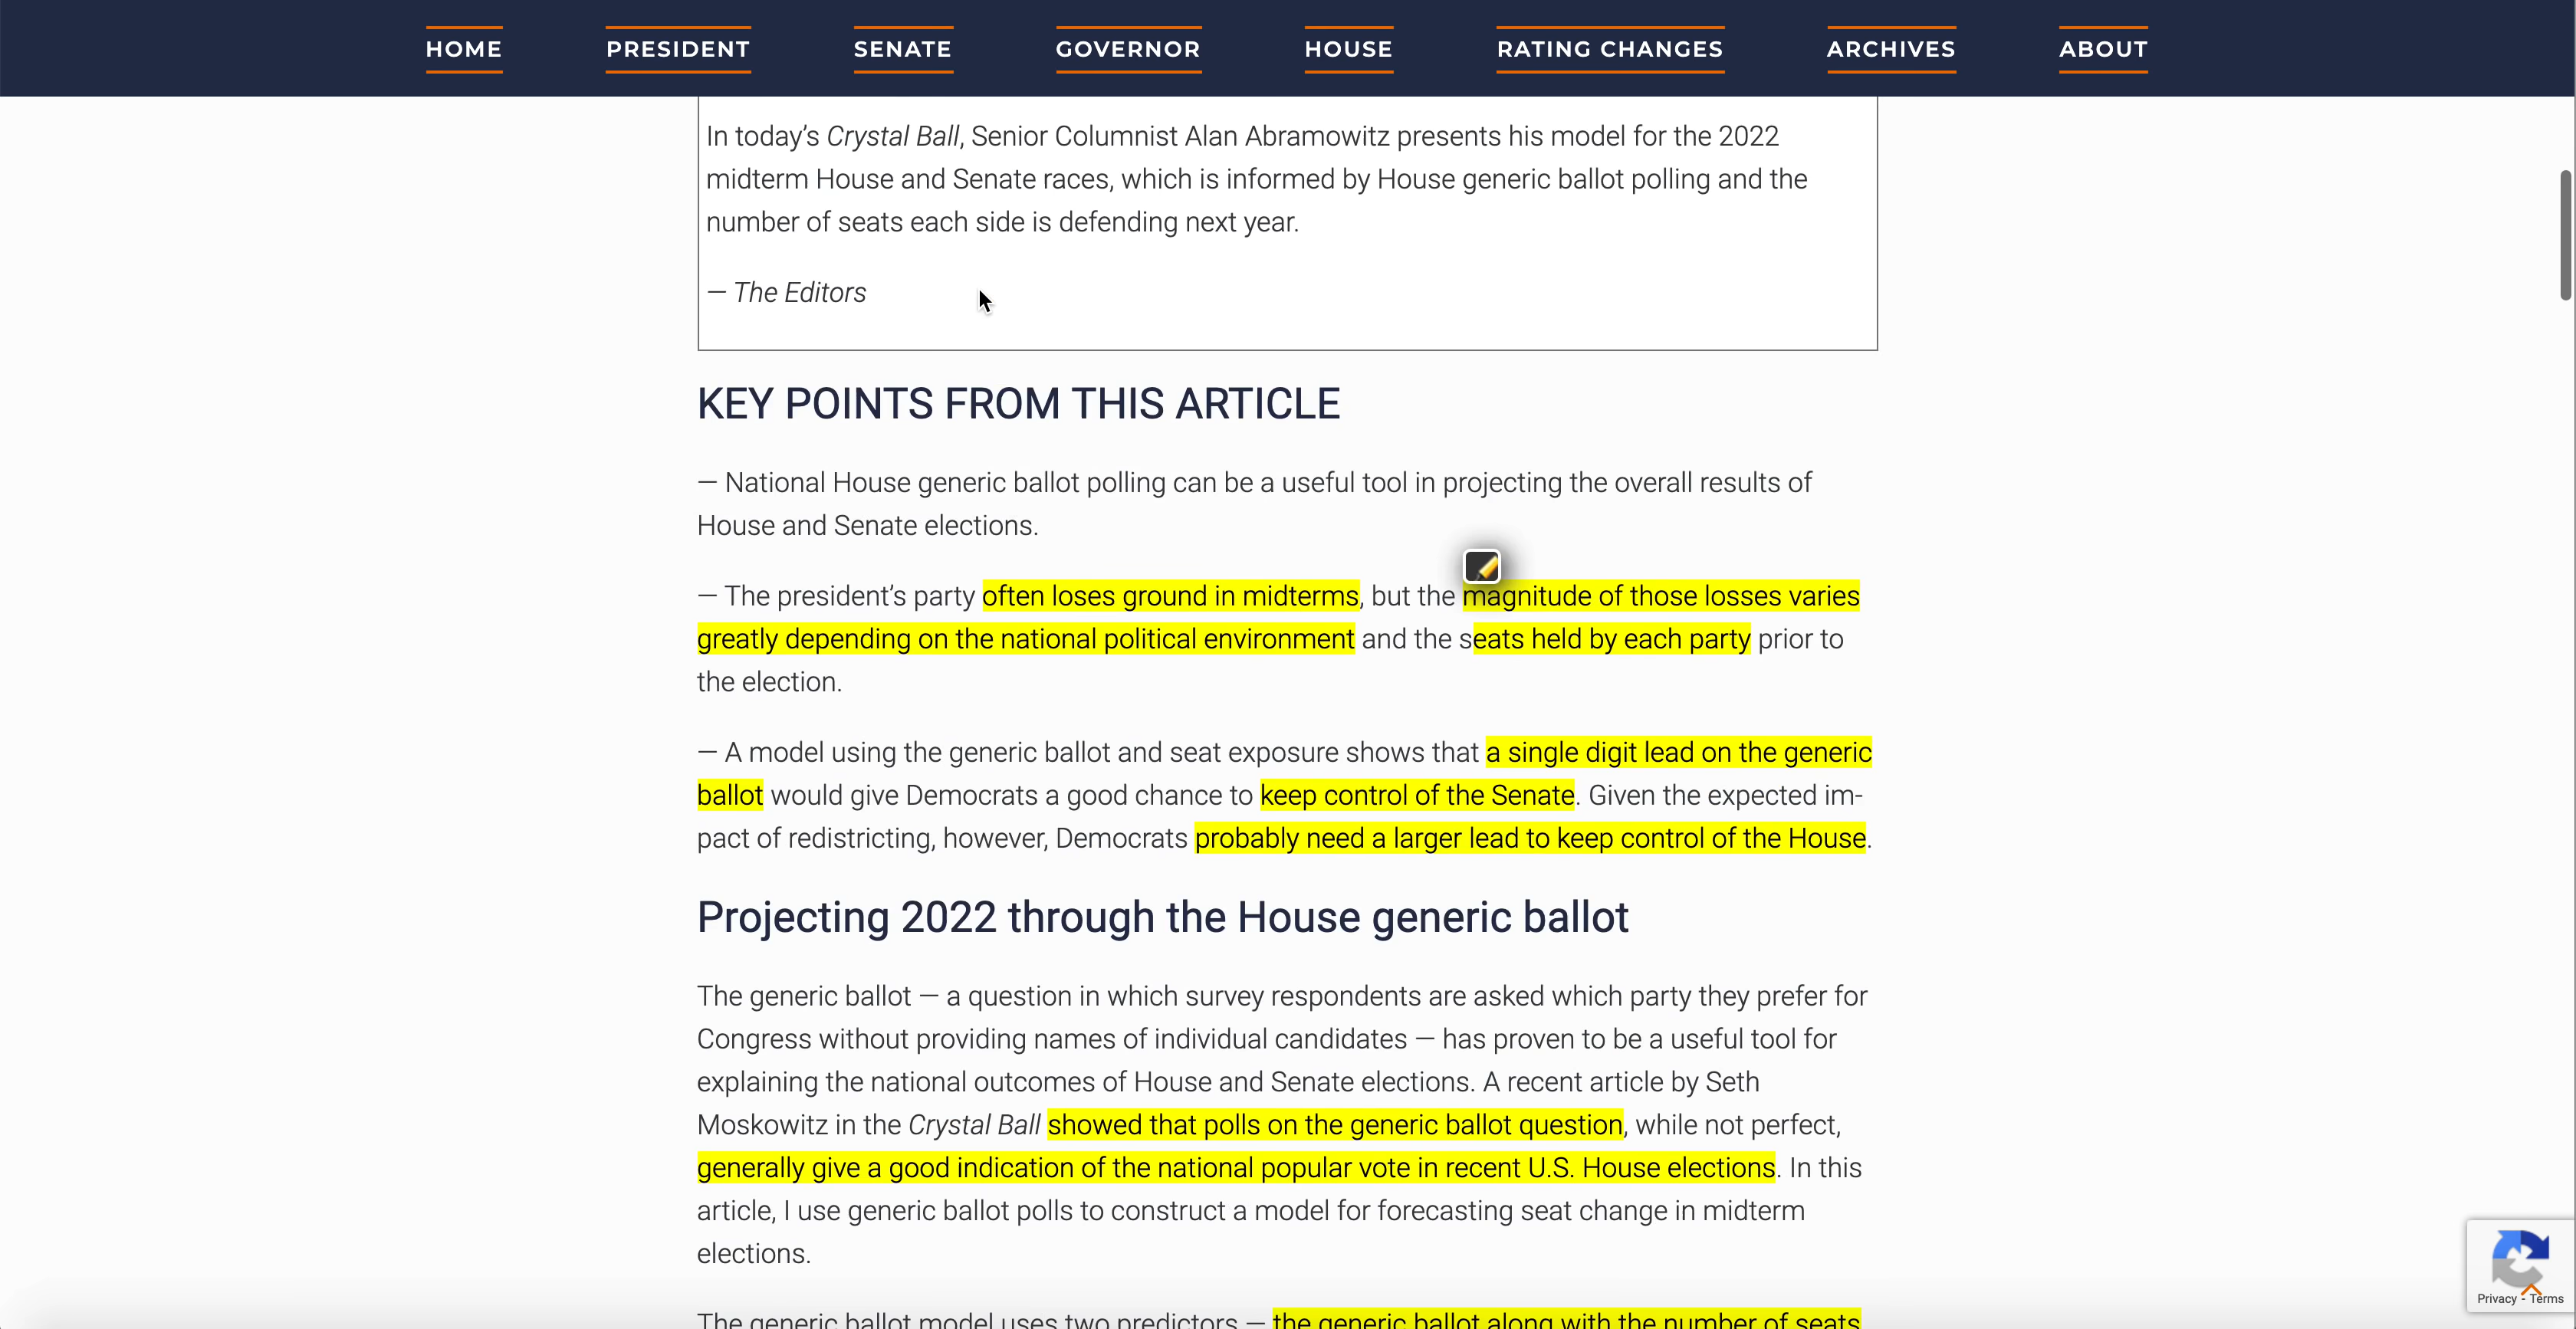 HOME PRESIDENT SENATE GOVERNOR HOUSE RATING CHANGES ARCHIVES ABOUT
In today’s Crystal Ball, Senior Columnist Alan Abramowitz presents his model for the 2022
midterm House and Senate races, which is informed by House generic ballot polling and the
number of seats each side is defending next year.
— The Editors
KEY POINTS FROM THIS ARTICLE
— National House generic ballot polling can be a useful tool in projecting the overall results of
House and Senate elections.
— The president’s party often loses ground in midterms, but the magnitude of those losses varies
greatly depending on the national political environment and the seats held by each party prior to
the election.
— A model using the generic ballot and seat exposure shows that a single digit lead on the generic
ballot would give Democrats a good chance to keep control of the Senate. Given the expected im-
pact of redistricting, however, Democrats probably need a larger lead to keep control of the House.
Projecting 2022 through the House generic ballot
The generic ballot — a question in which survey respondents are asked which party they prefer for
Congress without providing names of individual candidates — has proven to be a useful tool for
explaining the national outcomes of House and Senate elections. A recent article by Seth
Moskowitz in the Crystal Ball showed that polls on the generic ballot question, while not perfect,
generally give a good indication of the national popular vote in recent U.S. House elections. In this
article, I use generic ballot polls to construct a model for forecasting seat change in midterm
elections.
The generic ballot model uses two predictors — the generic ballot along with the number of seats
Privacy - Terms